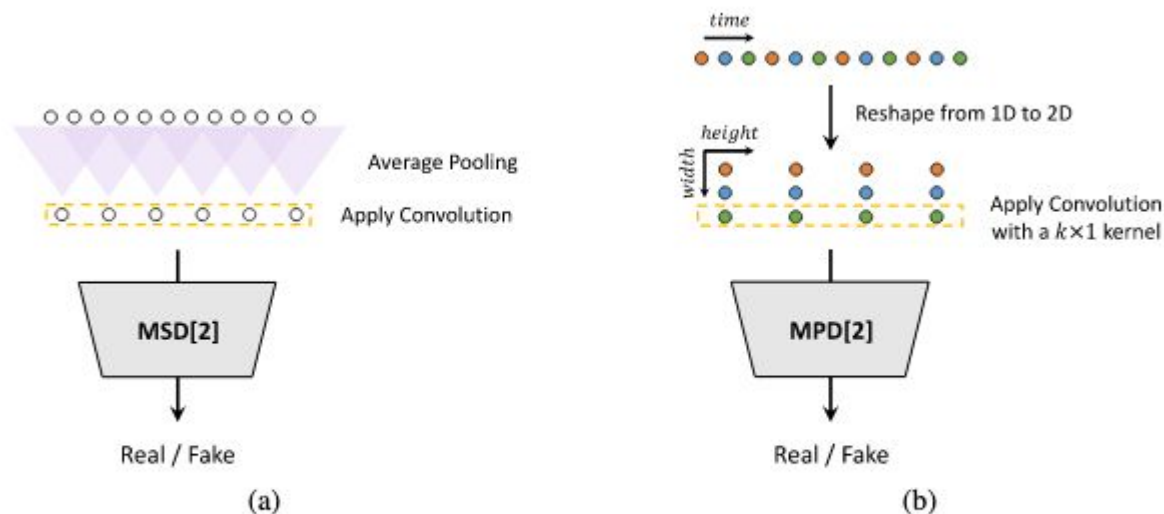 Average Pooling
Apply Convolution
MSD[2]
Real / Fake
(a)
time
Reshape from 1D to 2D
height
width
Apply Convolution
with a k×1 kernel
MPD[2]
Real / Fake
(b)